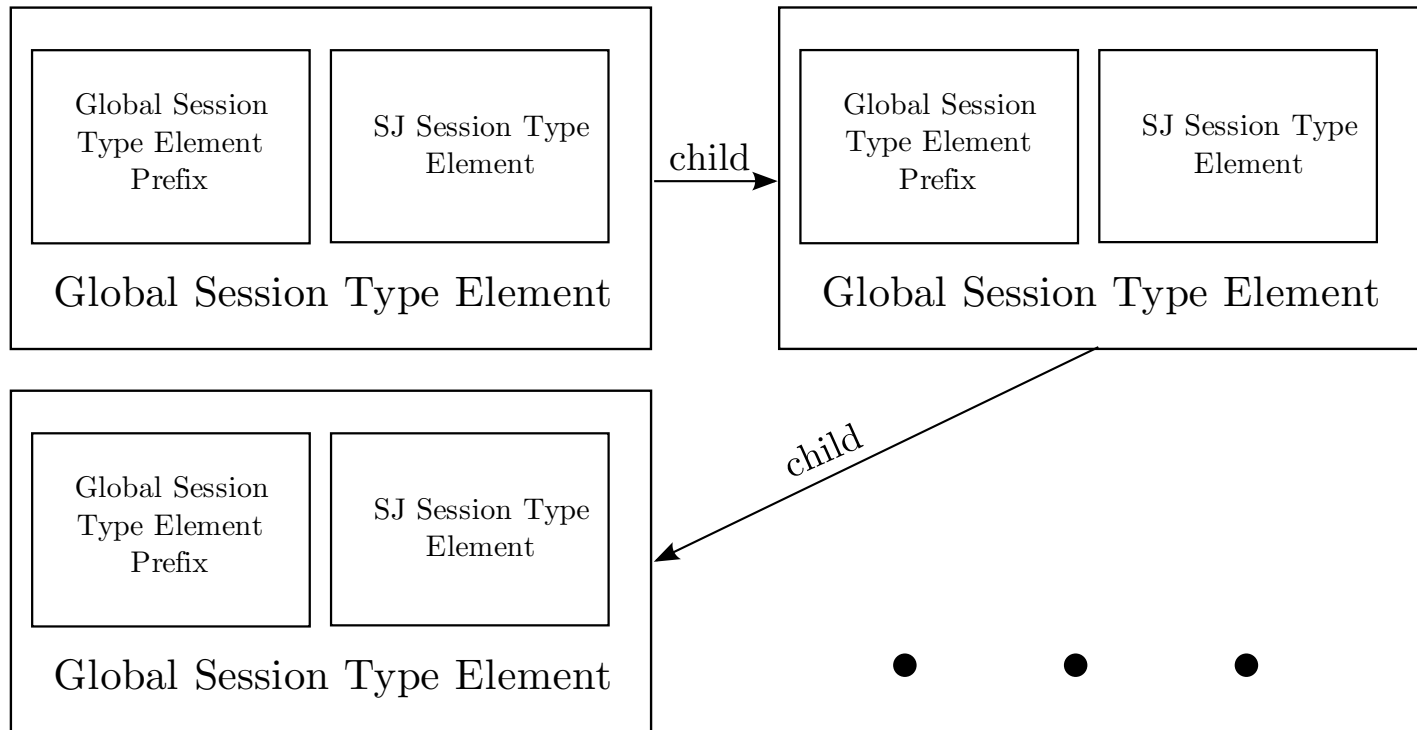 Global Session
Type Element
Prefix
SJ Session Type
Element
Global Session Type Element
child
Global Session
Type Element
Prefix
SJ Session Type
Element
Global Session Type Element
child
Global Session
Type Element
Prefix
SJ Session Type
Element
Global Session Type Element